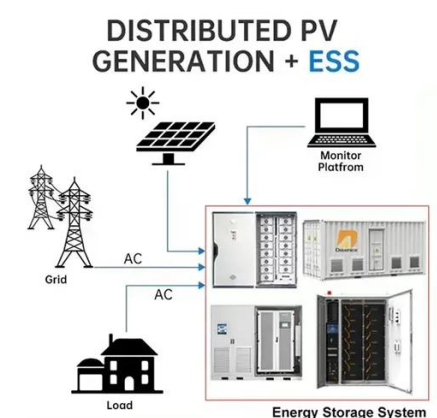 DISTRIBUTED PV
GENERATION + ESS
Monitor
Platfrom
AC
Grid
AC
Load
Energy Storage System